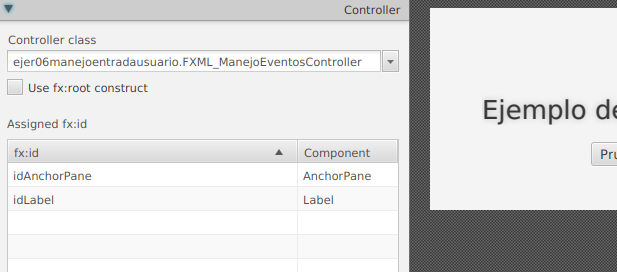 Controller
Controller class
ejer06manejoentradausuario.FXML_ManejoEventosController
Use fx:root construct
Assigned fx:id
fx:id Component
idAnchorPane AnchorPane
idLabel Label
Ejemplo de
Pru